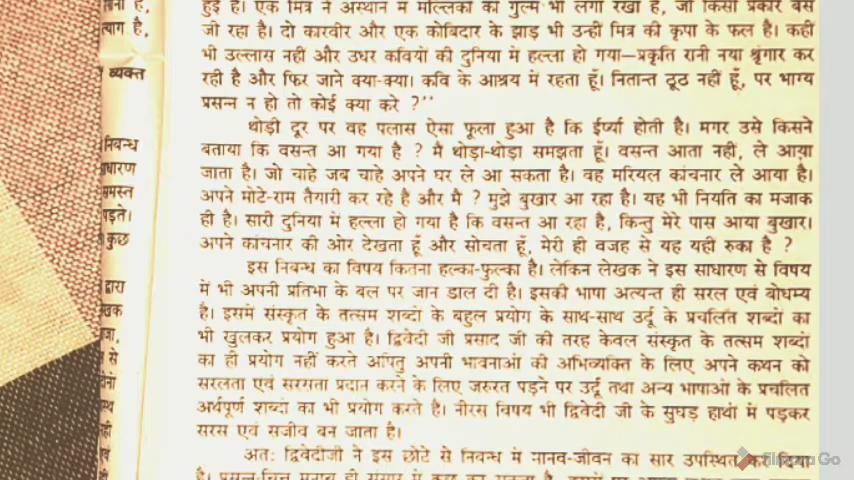 हुई है। एक मित्र ने अस्थान में मल्लिका का गुल्म भी लगा रखा है, जो किसी प्रकार बस
जी रहा है। दो कारवीर और एक कोबिदार के झाड़ भी उन्हीं मित्र की कृपा के फल है। कहीं
भी उल्लास नहीं और उधर कवियों की दुनिया में हल्ला हो गया—प्रकृति रानी नया श्रृंगार कर
रही है और फिर जाने क्या-क्या। कवि के आश्रय में रहता हूँ। नितान्त ठूठ नहीं हूँ, पर भाग्य
प्रसन्न न हो तो कोई क्या करे ?''
थोड़ी दूर पर वह पलास ऐसा फूला हुआ है कि ईर्ष्या होती है। मगर उसे किसने
बताया कि वसन्त आ गया है ? मै थोड़ा-थोड़ा समझता हूँ। वसन्त आता नहीं, ले आया
जाता है। जो चाहे जब चाहे अपने घर ले आ सकता है। वह मरियल कांचनार ले आया है।
अपने मोटे-राम तैयारी कर रहे है और मै ? मुझे बुखार आ रहा है। यह भी नियति का मजाक
ही है। सारी दुनिया में हल्ला हो गया है कि वसन्त आ रहा है, किन्तु मेरे पास आया बुखार।
अपने कांचनार की ओर देखता हूँ और सोचता हूँ, मेरी ही वजह से यह यही रुका है ?
इस निबन्ध का विषय कितना हल्का-फुल्का है। लेकिन लेखक ने इस साधारण से विषय
में भी अपनी प्रतिभा के बल पर जान डाल दी है। इसकी भाषा अत्यन्त ही सरल एवं बोधम्य
है। इसमें संस्कृत के तत्सम शब्दों के बहुल प्रयोग के साथ-साथ उर्दू के प्रचलित शब्दों का
भी खुलकर प्रयोग हुआ है। द्विवेदी जी प्रसाद जी की तरह केवल संस्कृत के तत्सम शब्दों
का ही प्रयोग नहीं करते अपितु अपनी भावनाओं की अभिव्यक्ति के लिए अपने कथन को
सरलता एवं सरसता प्रदान करने के लिए जरुरत पड़ने पर उर्दू तथा अन्य भाषाओं के प्रचलित
अर्थपूर्ण शब्दों का भी प्रयोग करते है। नीरस विषय भी द्विवेदी जी के सुघड़ हाथों में पड़कर
सरस एवं सजीव बन जाता है।
अतः द्विवेदीजी ने इस छोटे से निबन्ध में मानव-जीवन का सार उपस्थित कर दिया
त्याग है,
व्यक्त
निबन्ध
समस्त
पड़ते।
कुछ